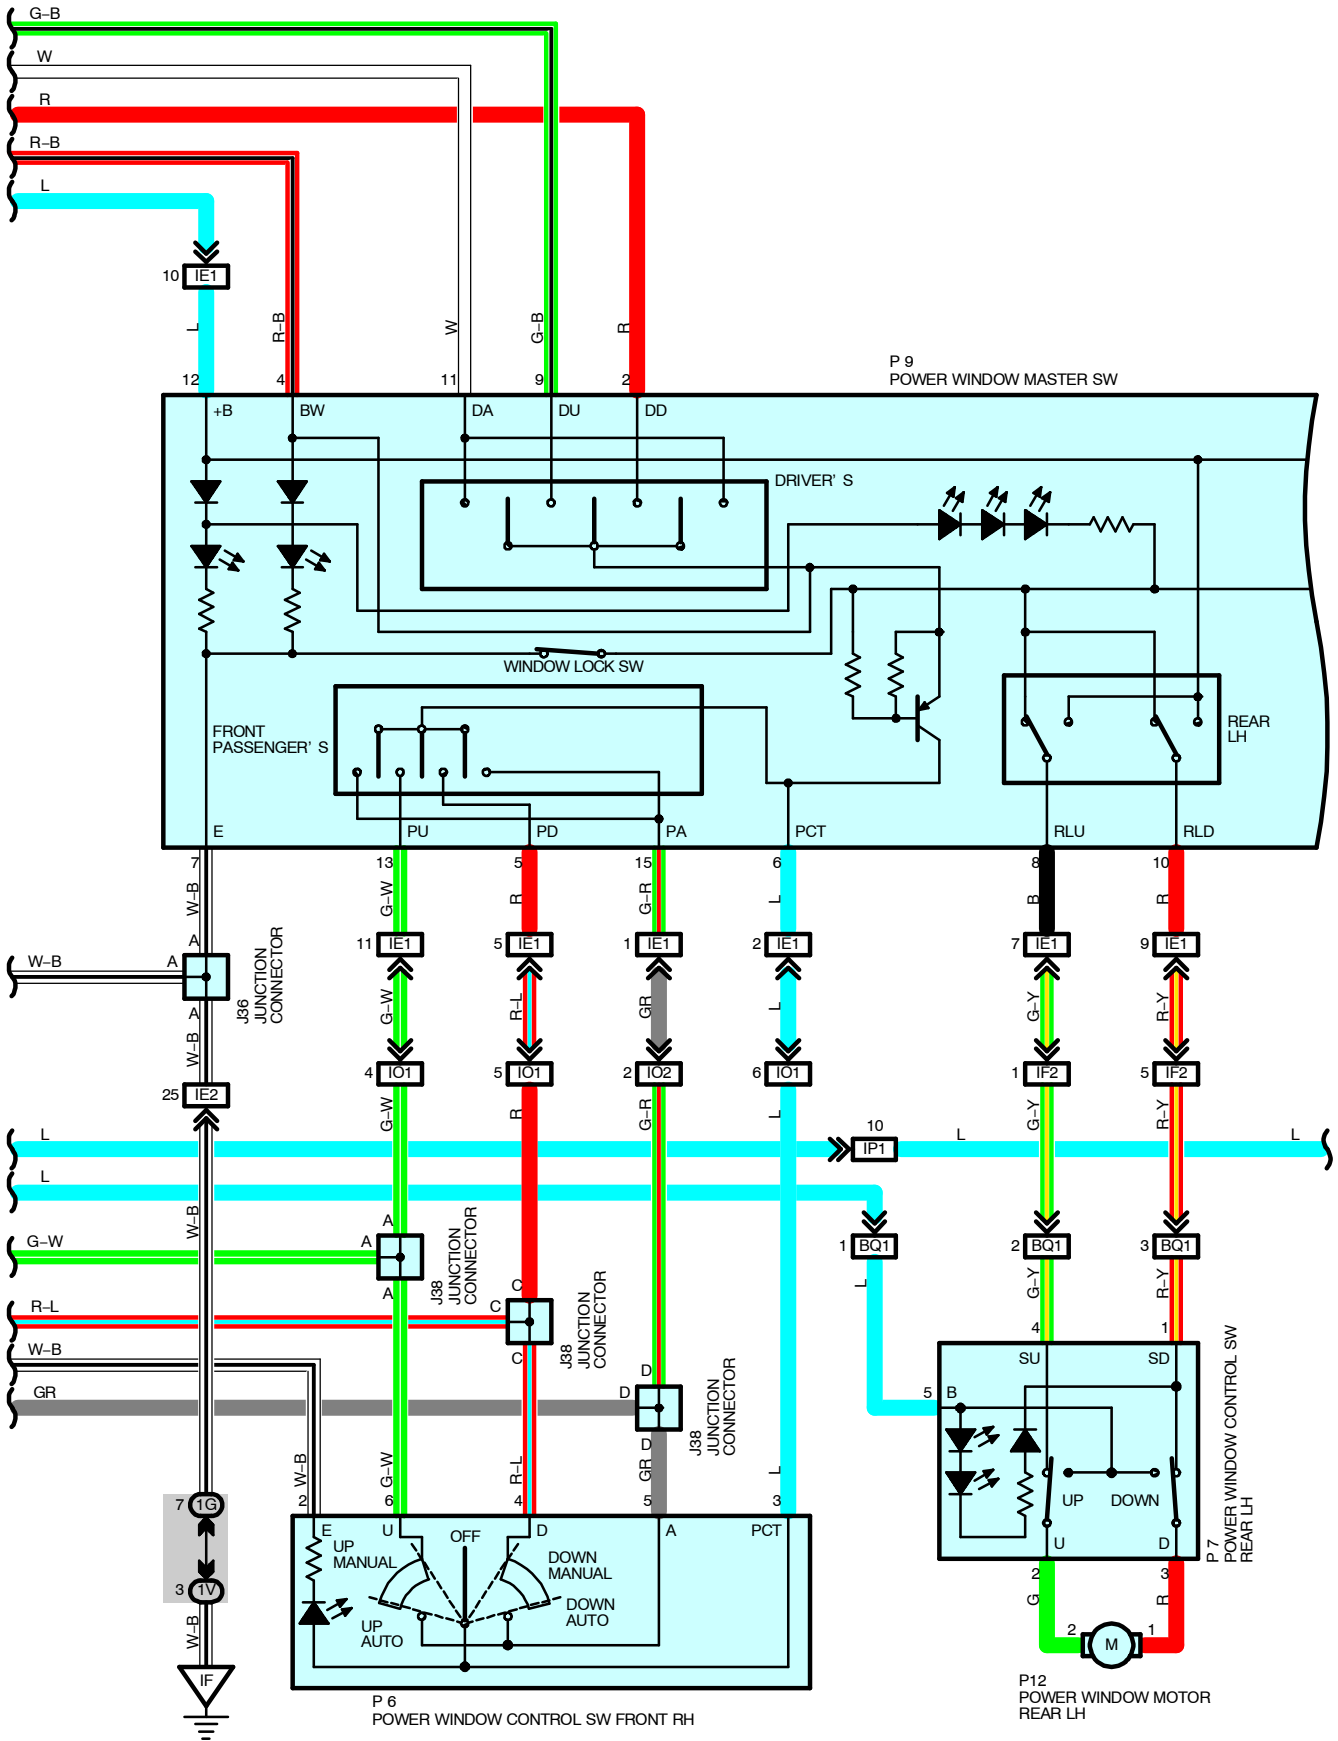 G–B
W
R
R–B
L
10 IE1
L
R–B
W
G–B
R
P 9
POWER WINDOW MASTER SW
12
4
11
9
2
+B
BW
DA
DU
DD
DRIVER' S
WINDOW LOCK SW
FRONT
PASSENGER' S
REAR
LH
E
PU
PD
PA
PCT
RLU
RLD
7
13
5
15
6
8
10
W–B
G–W
R
G–R
L
B
R
A
W–B
A
A
J36
JUNCTION
CONNECTOR
11 IE1
5 IE1
1 IE1
2 IE1
7 IE1
9 IE1
W–B
G–W
R–L
GR
L
G–Y
R–Y
25 IE2
4 IO1
5 IO1
2 IO2
6 IO1
1 IF2
5 IF2
G–W
R
G–R
L
G–Y
R–Y
L
10
IP1
L
L
L
W–B
A
G–W
A
A
J38
JUNCTION
CONNECTOR
1 BQ1
2 BQ1
3 BQ1
L
G–Y
R–Y
C
R–L
C
C
J38
JUNCTION
CONNECTOR
W–B
D
GR
D
D
J38
JUNCTION
CONNECTOR
4
1
SU
SD
5
B
UP
DOWN
U
D
P 7
POWER WINDOW CONTROL SW
REAR LH
W–B
G–W
R–L
GR
L
2
6
4
5
3
7 1G
3 1V
W–B
IF
E
U
OFF
D
A
PCT
UP
MANUAL
DOWN
MANUAL
UP
AUTO
DOWN
AUTO
P 6
POWER WINDOW CONTROL SW FRONT RH
2
3
G
R
2
M
1
P12
POWER WINDOW MOTOR
REAR LH